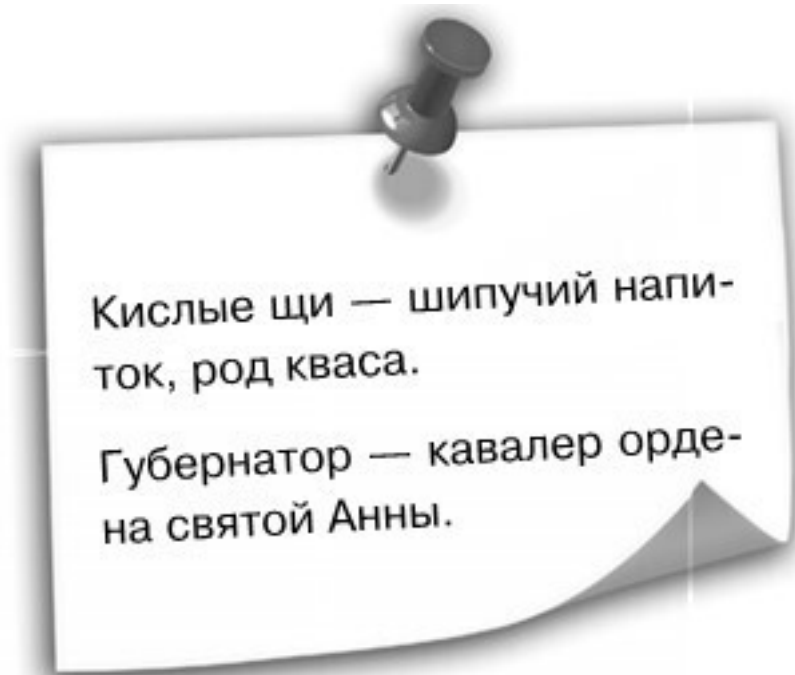 Кислые щи — шипучий напи-
ток, род кваса.
Губернатор — кавалер орде-
на святой Анны.